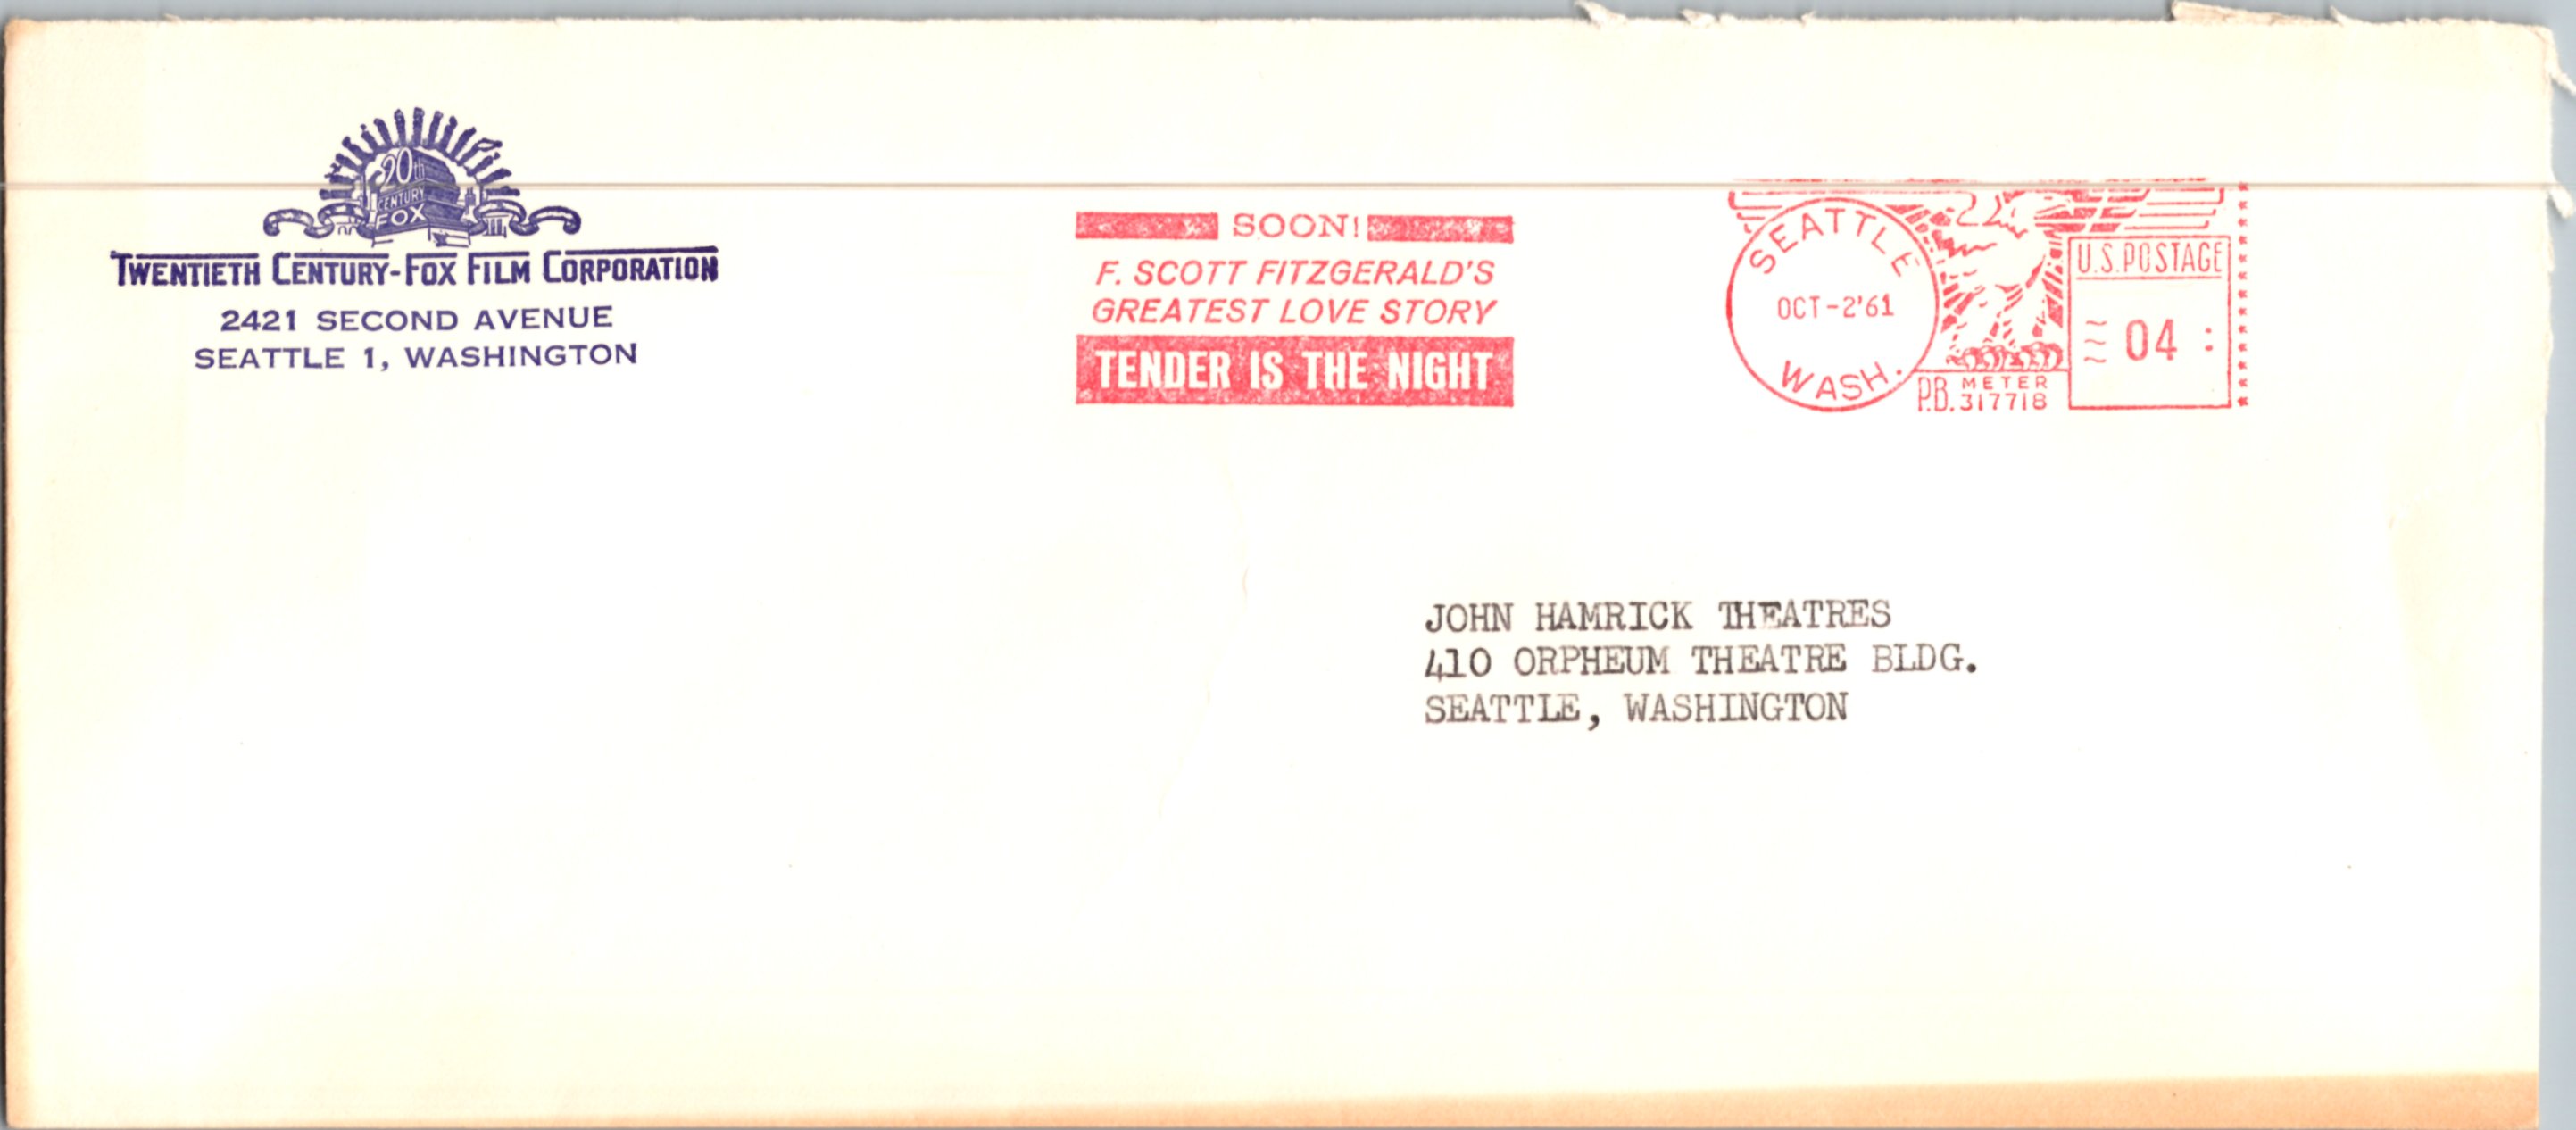 20th
CENTURY
FOX
TWENTIETH CENTURY-FOX FILM CORPORATION
2421 SECOND AVENUE
SEATTLE 1, WASHINGTON
SOON!
F. SCOTT FITZGERALD'S
GREATEST LOVE STORY
TENDER IS THE NIGHT
SEATTLE
OCT-2'61
WASH.
P.B. METER
317718
U.S. POSTAGE
04
JOHN HAMRICK THEATRES
410 ORPHEUM THEATRE BLDG.
SEATTLE, WASHINGTON